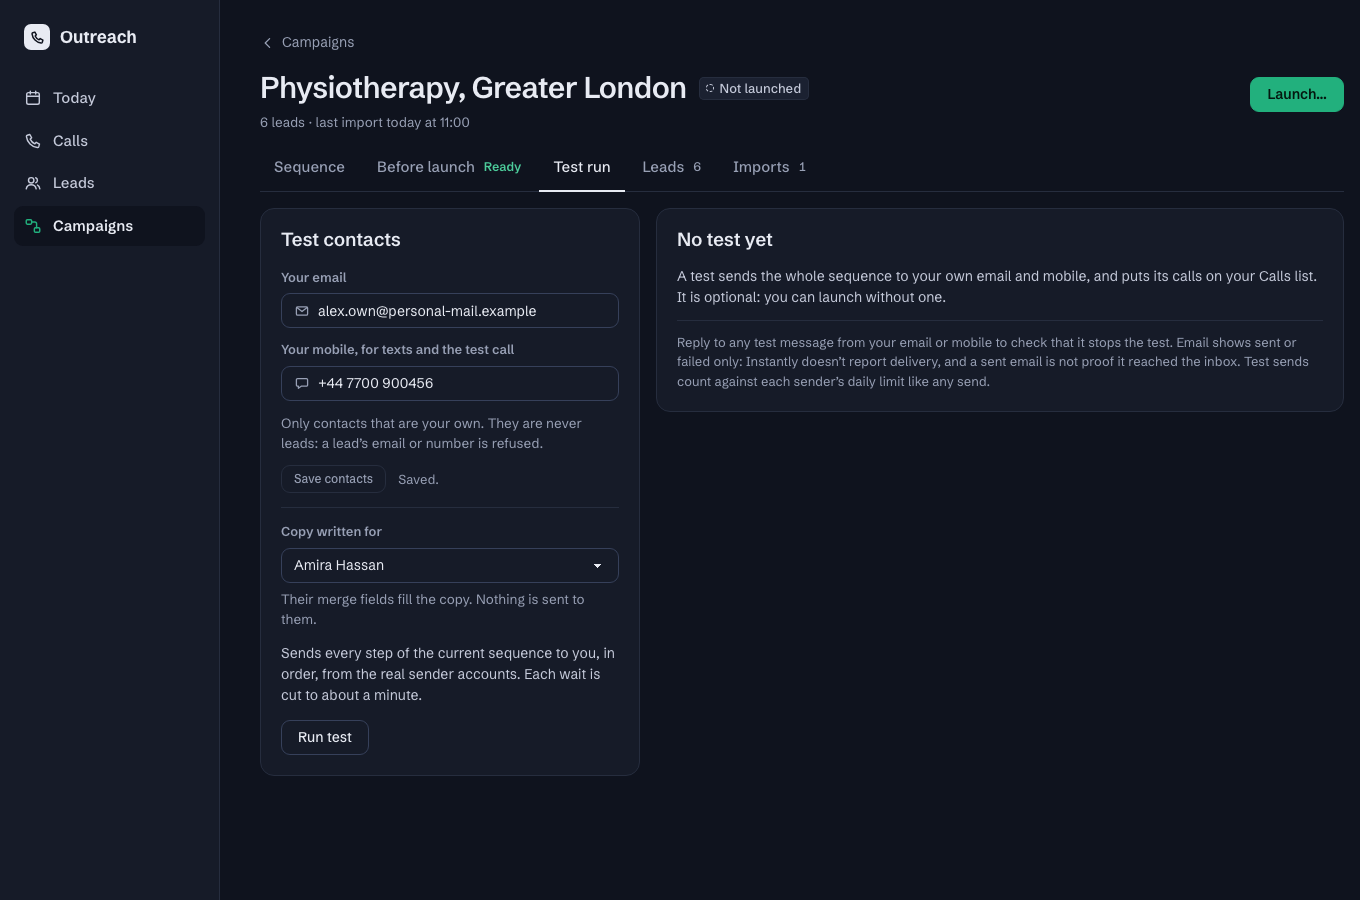 Outreach
Today
Calls
Leads
Campaigns
Campaigns
Physiotherapy, Greater London
Not launched
Launch...
6 leads · last import today at 11:00
Sequence
Before launch Ready
Test run
Leads 6
Imports 1
Test contacts
Your email
alex.own@personal-mail.example
Your mobile, for texts and the test call
+44 7700 900456
Only contacts that are your own. They are never
leads: a lead’s email or number is refused.
Save contacts
Saved.
Copy written for
Amira Hassan
Their merge fields fill the copy. Nothing is sent to
them.
Sends every step of the current sequence to you, in
order, from the real sender accounts. Each wait is
cut to about a minute.
Run test
No test yet
A test sends the whole sequence to your own email and mobile, and puts its calls on your Calls list.
It is optional: you can launch without one.
Reply to any test message from your email or mobile to check that it stops the test. Email shows sent or
failed only: Instantly doesn’t report delivery, and a sent email is not proof it reached the inbox. Test sends
count against each sender’s daily limit like any send.